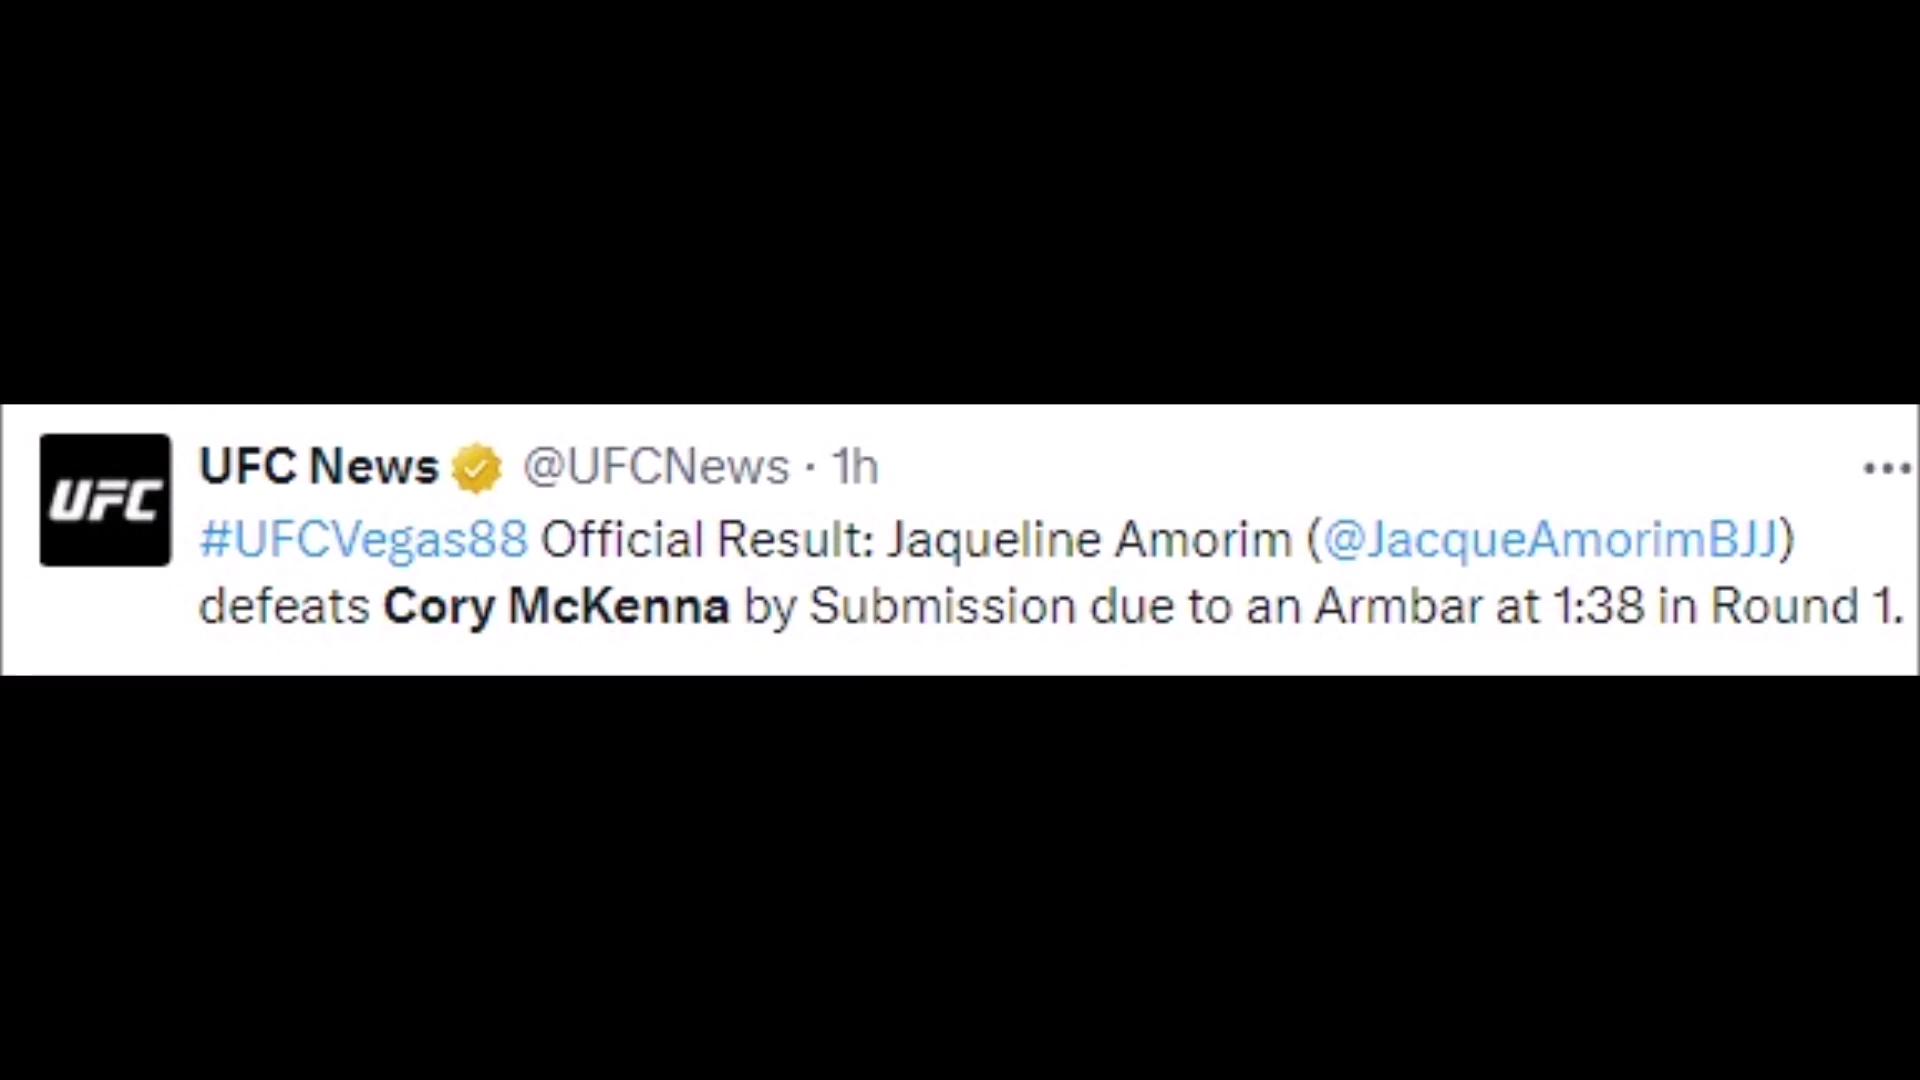 UFC
UFC News @UFCNews · 1h
#UFCVegas88 Official Result: Jaqueline Amorim (@JacqueAmorimBJJ)
defeats Cory McKenna by Submission due to an Armbar at 1:38 in Round 1.